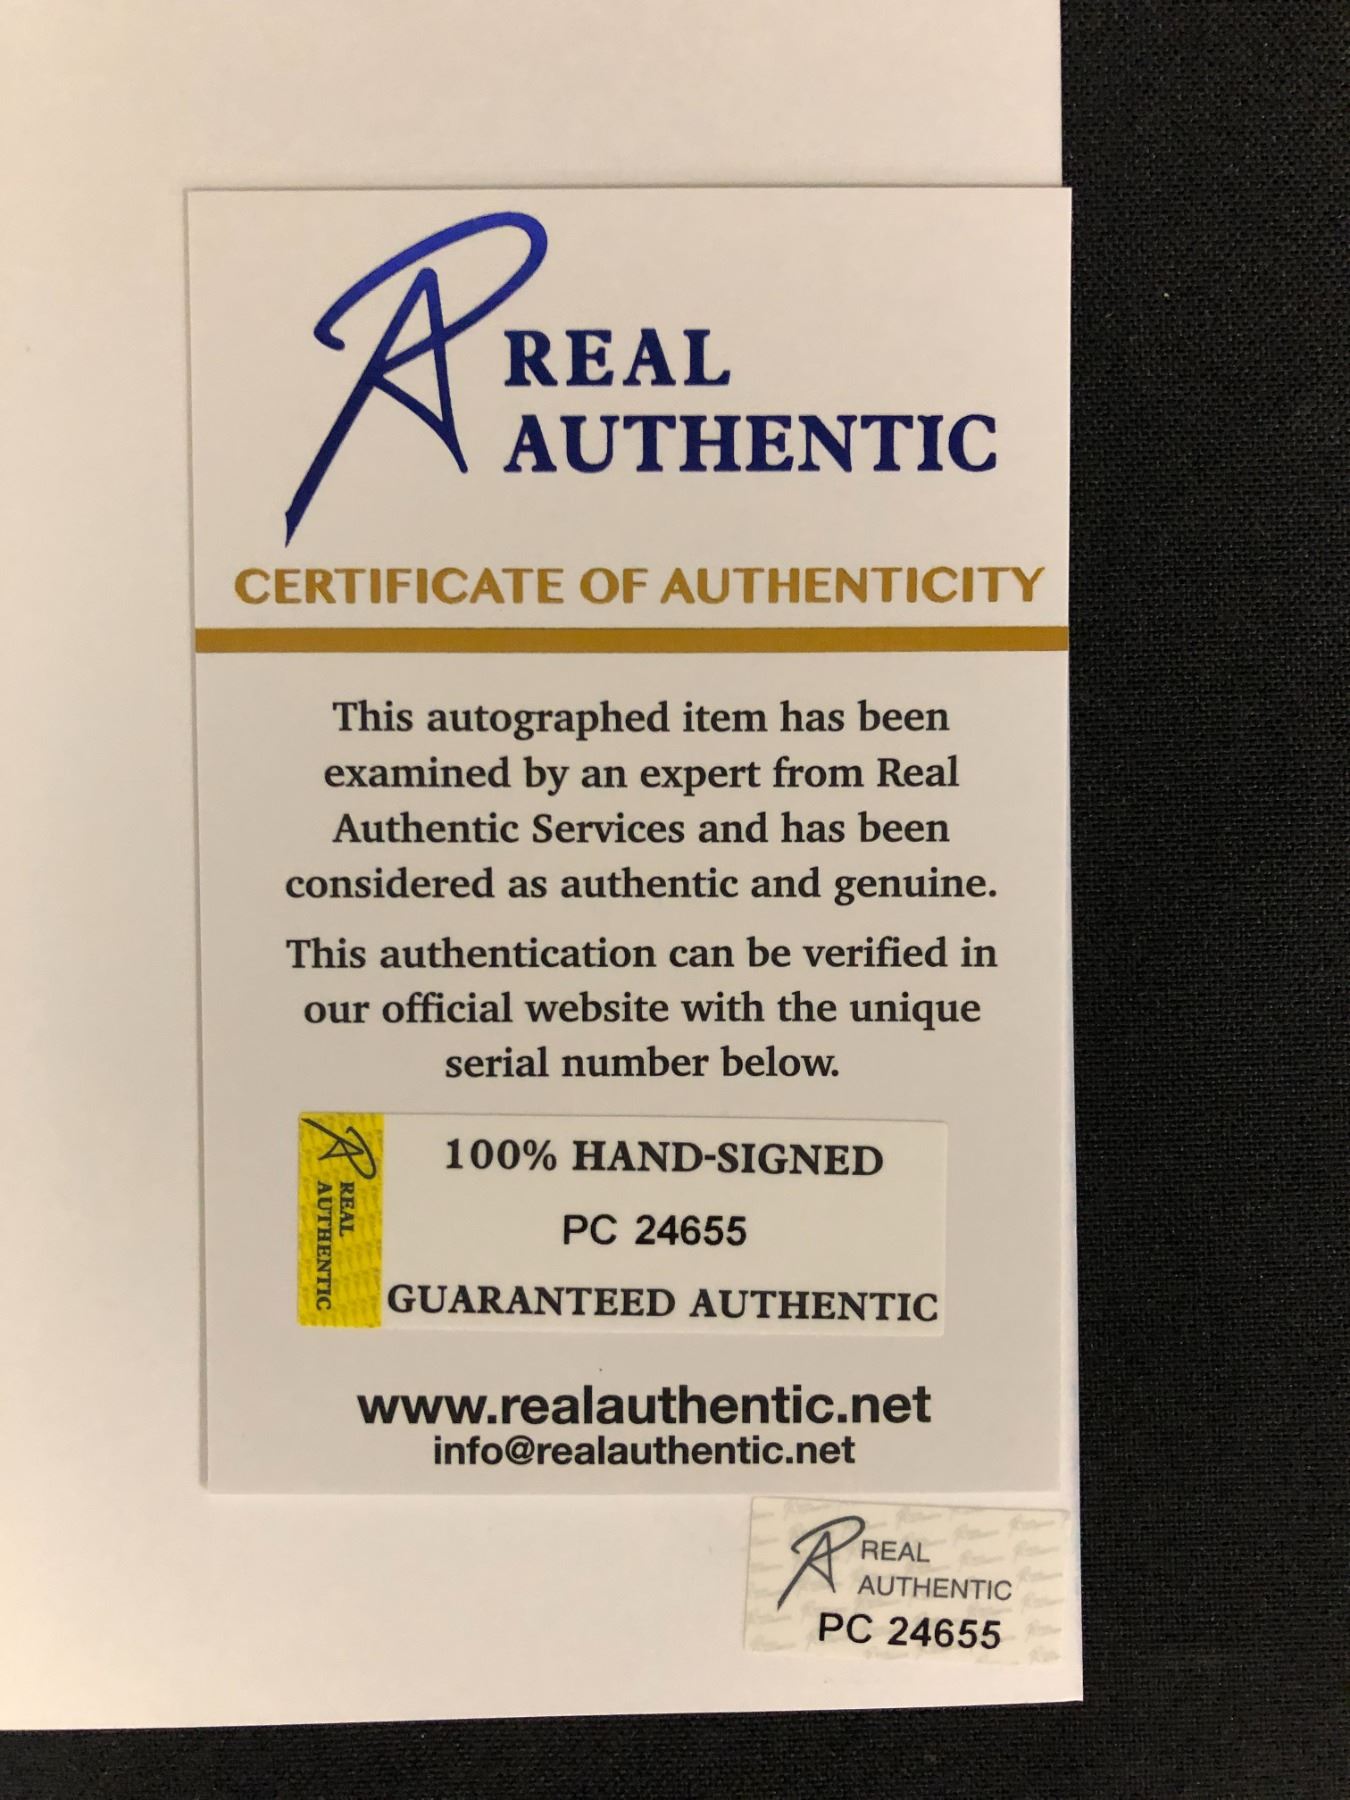 REAL
AUTHENTIC
CERTIFICATE OF AUTHENTICITY
This autographed item has been
examined by an expert from Real
Authentic Services and has been
considered as authentic and genuine.
This authentication can be verified in
our official website with the unique
serial number below.
REAL
AUTHENTIC
100% HAND-SIGNED
PC 24655
GUARANTEED AUTHENTIC
www.realauthentic.net
info@realauthentic.net
REAL
AUTHENTIC
PC 24655